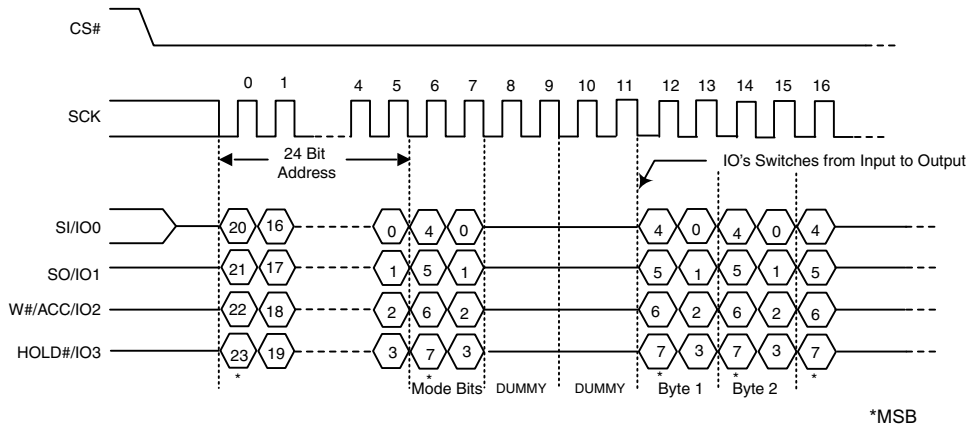 CS#
0 1 4 5 6 7 8 9 10 11 12 13 14 15 16
SCK
24 Bit
Address
IO's Switches from Input to Output
SI/IO0 20 16 0 4 0 4 0 4 0 4
SO/IO1 21 17 1 5 1 5 1 5 1 5
W#/ACC/IO2 22 18 2 6 2 6 2 6 2 6
HOLD#/IO3 23 19 3 7 3 7 3 7 3 7
* * * * *
Mode Bits DUMMY DUMMY Byte 1 Byte 2
*MSB